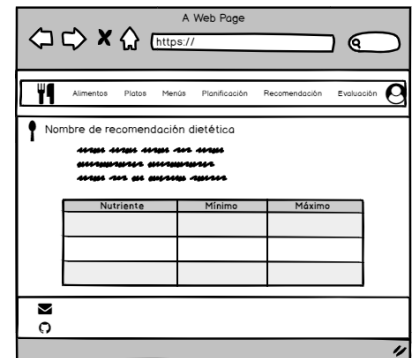 A Web Page
https://
Alimentos Platos Menús Planificación Recomendación Evaluación
Nombre de recomendación dietética
Nutriente Mínimo Máximo